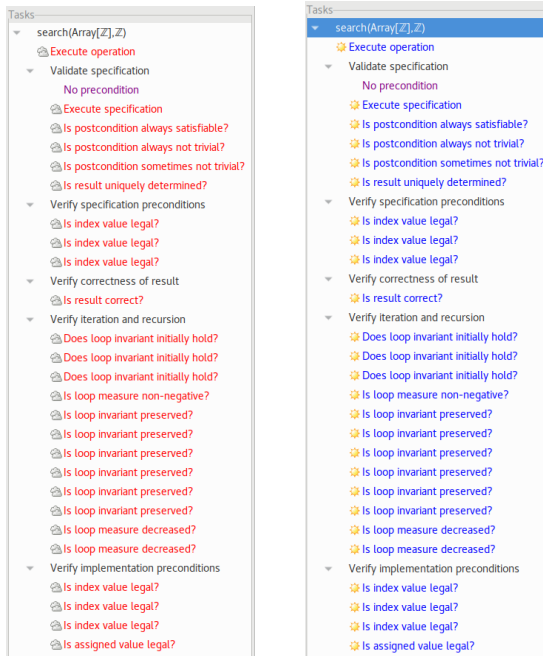 Tasks
search(Array[ℤ],ℤ)
Execute operation
Validate specification
No precondition
Execute specification
Is postcondition always satisfiable?
Is postcondition always not trivial?
Is postcondition sometimes not trivial?
Is result uniquely determined?
Verify specification preconditions
Is index value legal?
Is index value legal?
Is index value legal?
Verify correctness of result
Is result correct?
Verify iteration and recursion
Does loop invariant initially hold?
Does loop invariant initially hold?
Does loop invariant initially hold?
Is loop measure non-negative?
Is loop invariant preserved?
Is loop invariant preserved?
Is loop invariant preserved?
Is loop invariant preserved?
Is loop invariant preserved?
Is loop invariant preserved?
Is loop measure decreased?
Is loop measure decreased?
Verify implementation preconditions
Is index value legal?
Is index value legal?
Is index value legal?
Is assigned value legal?
Tasks
search(Array[ℤ],ℤ)
Execute operation
Validate specification
No precondition
Execute specification
Is postcondition always satisfiable?
Is postcondition always not trivial?
Is postcondition sometimes not trivial?
Is result uniquely determined?
Verify specification preconditions
Is index value legal?
Is index value legal?
Is index value legal?
Verify correctness of result
Is result correct?
Verify iteration and recursion
Does loop invariant initially hold?
Does loop invariant initially hold?
Does loop invariant initially hold?
Is loop measure non-negative?
Is loop invariant preserved?
Is loop invariant preserved?
Is loop invariant preserved?
Is loop invariant preserved?
Is loop invariant preserved?
Is loop invariant preserved?
Is loop measure decreased?
Is loop measure decreased?
Verify implementation preconditions
Is index value legal?
Is index value legal?
Is index value legal?
Is assigned value legal?